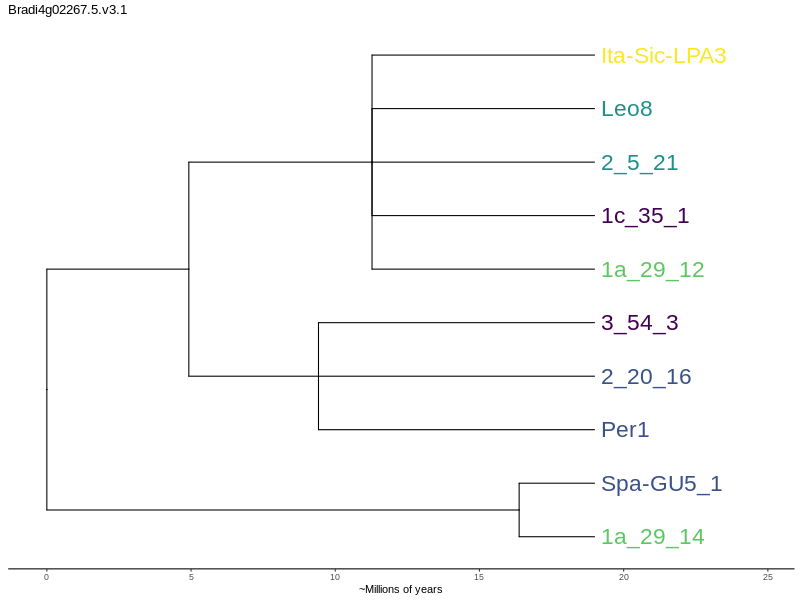 Bradi4g02267.5.v3.1
Ita-Sic-LPA3
Leo8
2_5_21
1c_35_1
1a_29_12
3_54_3
2_20_16
Per1
Spa-GU5_1
1a_29_14
0 5 10 15 20 25
~Millions of years